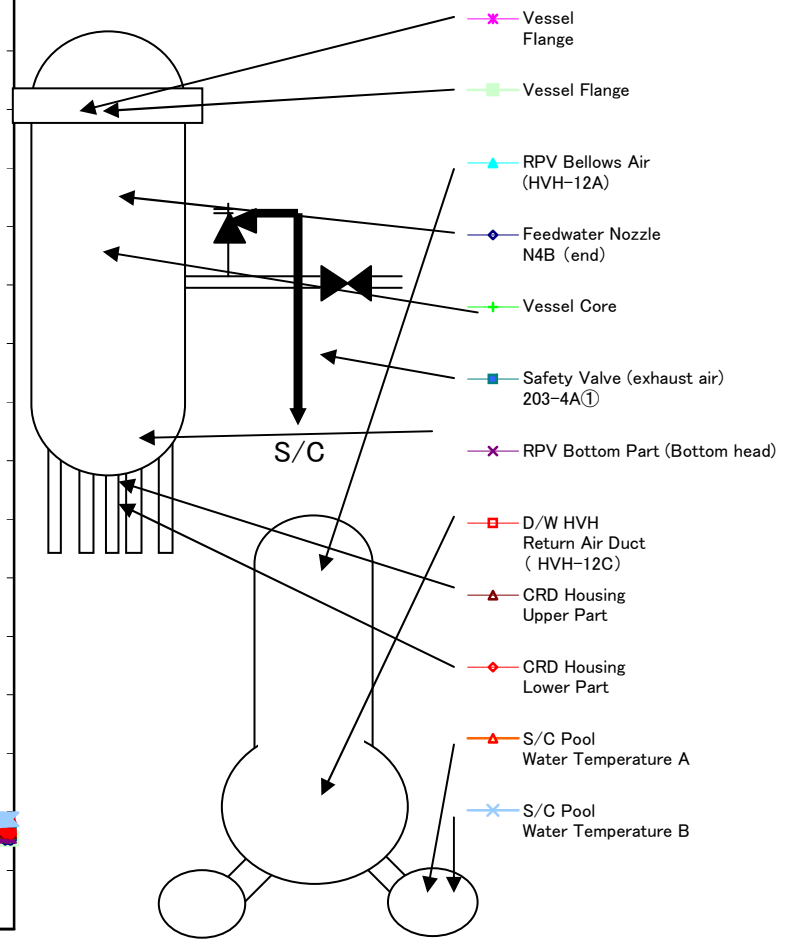 Vessel
Flange
Vessel Flange
RPV Bellows Air
(HVH-12A)
Feedwater Nozzle
N4B (end)
Vessel Core
Safety Valve (exhaust air)
203-4A①
S/C
RPV Bottom Part (Bottom head)
D/W HVH
Return Air Duct
( HVH-12C)
CRD Housing
Upper Part
CRD Housing
Lower Part
S/C Pool
Water Temperature A
S/C Pool
Water Temperature B